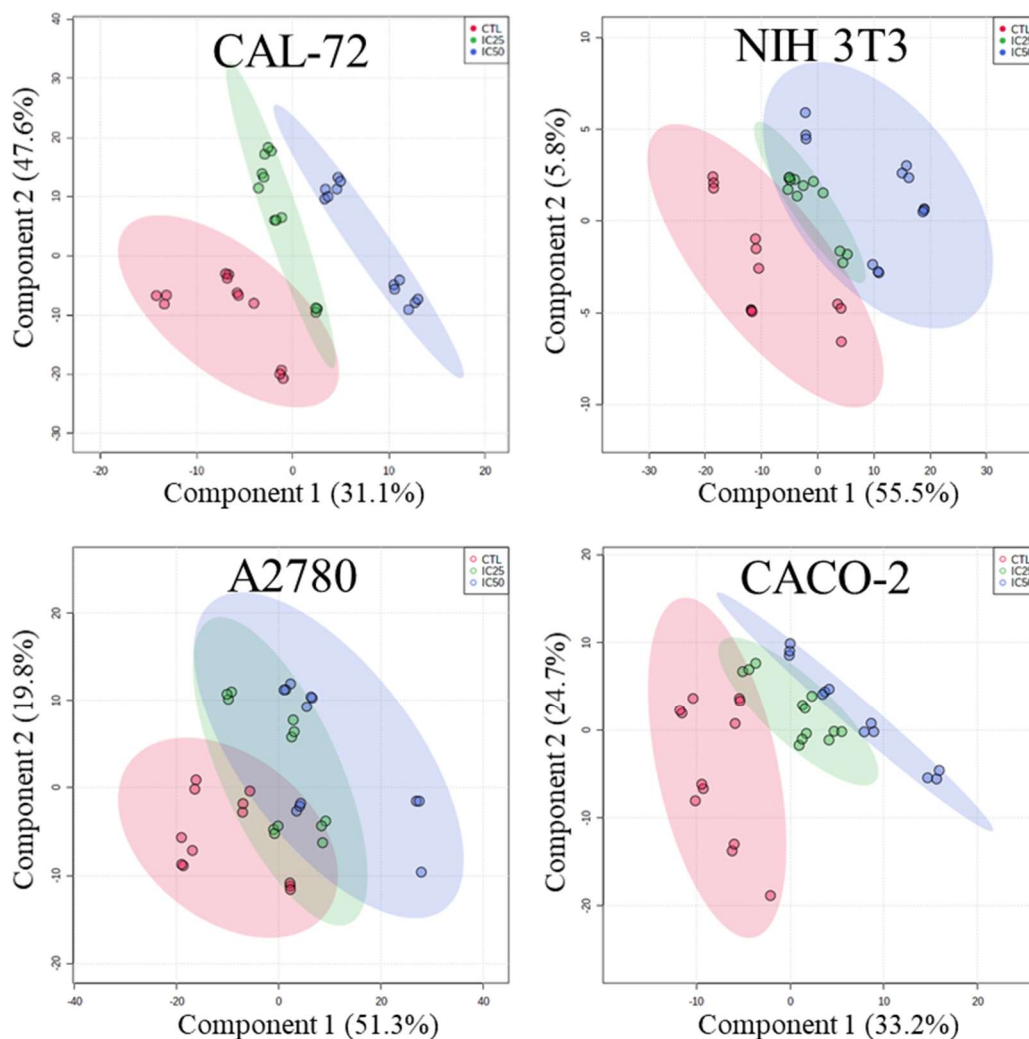 CAL-72
CTL
IC25
IC50
Component 2 (47.6%)
40
30
20
10
0
-10
-20
-30
-20
-10
0
10
20
Component 1 (31.1%)
NIH 3T3
CTL
IC25
IC50
Component 2 (5.8%)
10
5
0
-5
-10
-30
-20
-10
0
10
20
30
Component 1 (55.5%)
A2780
CTL
IC25
IC50
Component 2 (19.8%)
20
10
0
-10
-20
-40
-20
0
20
40
Component 1 (51.3%)
CACO-2
CTL
IC25
IC50
Component 2 (24.7%)
20
10
0
-10
-20
-10
0
10
20
Component 1 (33.2%)